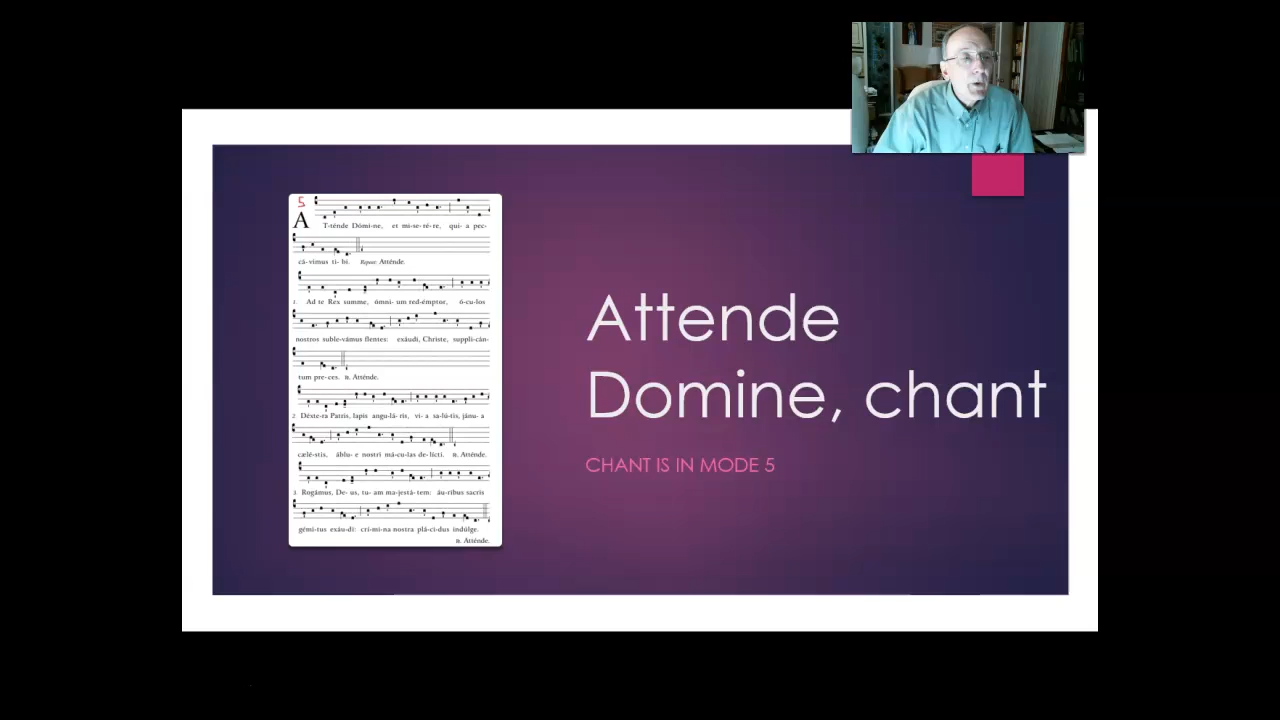 5
A
T-ténde Dómi-ne, et mi-se-ré-re, qui-a pec-
cá-vimus ti-bi. Repeat: Atténde.
1. Ad te Rex summe, ómni-um red-émptor, ó-cu-los
nostros suble-vámus flentes: exáudi, Christe, suppli-cán-
tum pre-ces. ℟. Atténde.
2. Déxte-ra Patris, lapis angu-lá-ris, vi-a sa-lú-tis, jánu-a
cælé-stis, áblu-e nostri má-cu-las de-lícti. ℟. Atténde.
3. Rogámus, De-us, tu-am ma-jestá-tem: áu-ribus sacris
gémi-tus exáu-di: crí-mi-na nostra plá-ci-dus indúlge.
℟. Atténde.
Attende
Domine, chant
CHANT IS IN MODE 5